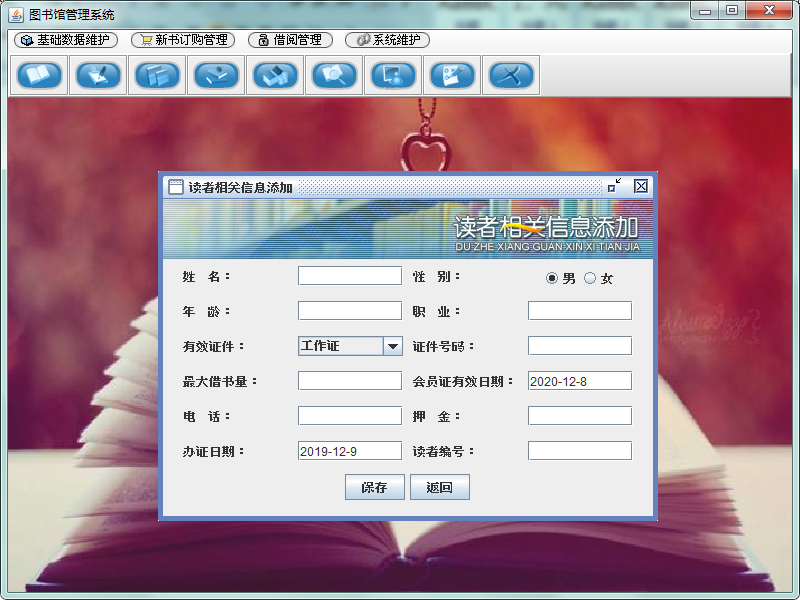 图书馆管理系统
基础数据维护 新书订购管理 借阅管理 系统维护
读者相关信息添加
读者相关信息添加
DU ZHE XIANG GUAN XIN XI TIAN JIA
姓 名： 性 别： 男 女
年 龄： 职 业：
有效证件： 工作证 证件号码：
最大借书量： 会员证有效日期： 2020-12-8
电 话： 押 金：
办证日期： 2019-12-9 读者编号：
保存 返回